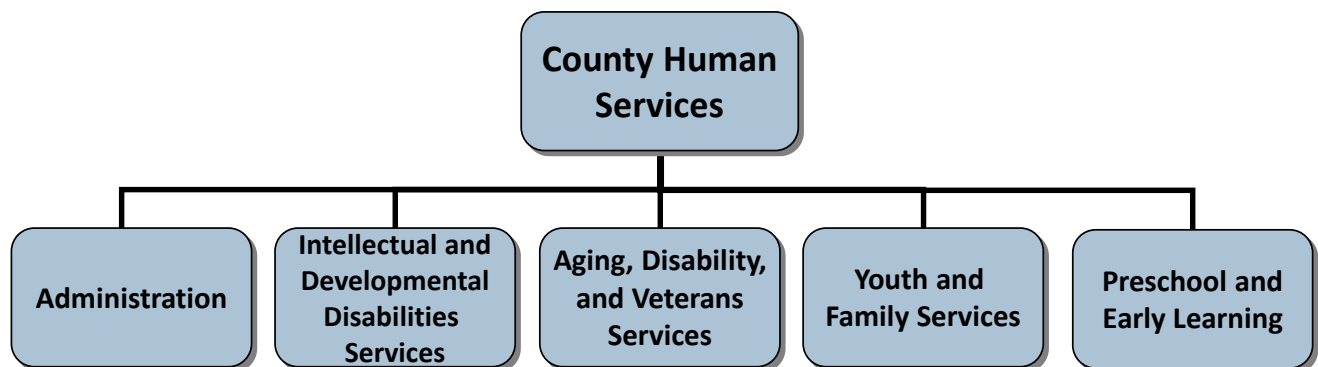 County Human
Services
Administration
Intellectual and
Developmental
Disabilities
Services
Aging, Disability,
and Veterans
Services
Youth and
Family Services
Preschool and
Early Learning